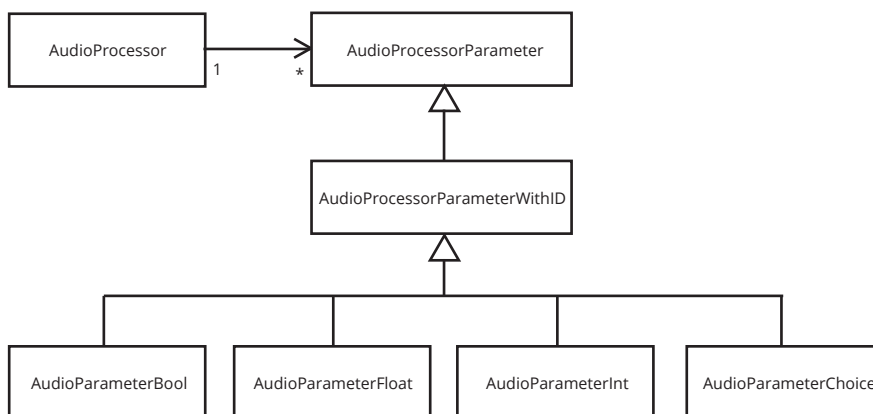 AudioProcessor
AudioProcessorParameter
1
*
AudioProcessorParameterWithID
AudioParameterBool
AudioParameterFloat
AudioParameterInt
AudioParameterChoice